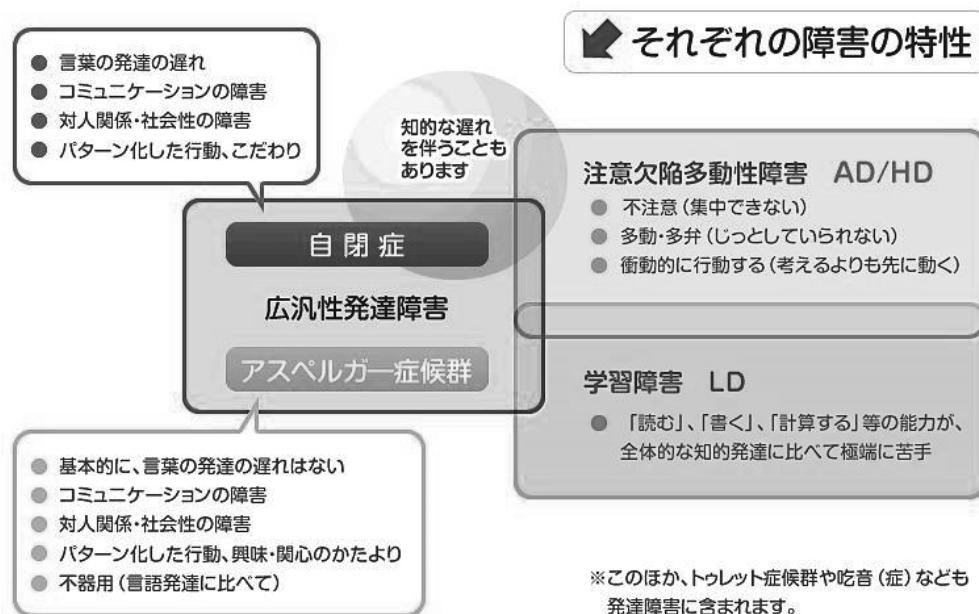 それぞれの障害の特性
● 言葉の発達の遅れ
● コミュニケーションの障害
● 対人関係・社会性の障害
● パターン化した行動、こだわり
知的な遅れ
を伴うことも
あります
自閉症
広汎性発達障害
アスペルガー症候群
● 基本的に、言葉の発達の遅れはない
● コミュニケーションの障害
● 対人関係・社会性の障害
● パターン化した行動、興味・関心のかたより
● 不器用(言語発達に比べて)
注意欠陥多動性障害 AD/HD
● 不注意(集中できない)
● 多動・多弁(じっとしていられない)
● 衝動的に行動する(考えるよりも先に動く)
学習障害 LD
● 「読む」、「書く」、「計算する」等の能力が、
全体的な知的発達に比べて極端に苦手
※このほか、トゥレット症候群や吃音(症)なども
発達障害に含まれます。